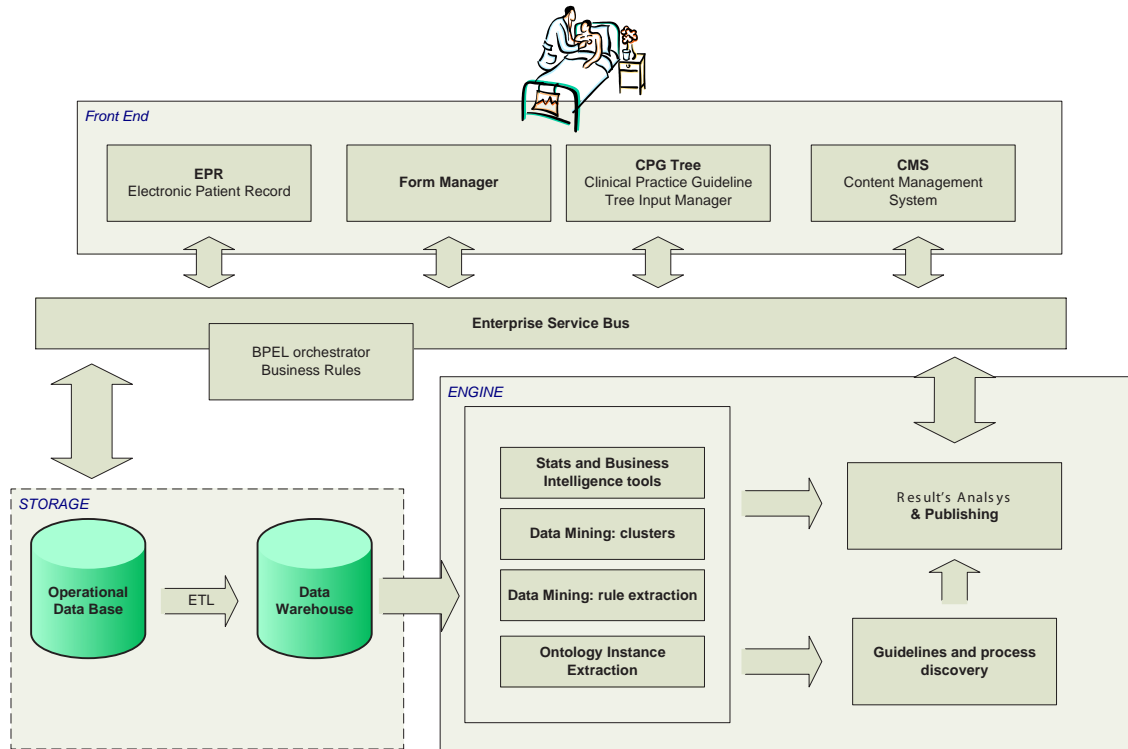 Front End
EPR
Electronic Patient Record
Form Manager
CPG Tree
Clinical Practice Guideline
Tree Input Manager
CMS
Content Management
System
Enterprise Service Bus
BPEL orchestrator
Business Rules
ENGINE
Stats and Business
Intelligence tools
Data Mining: clusters
Data Mining: rule extraction
Ontology Instance
Extraction
Result's Analsys
& Publishing
Guidelines and process
discovery
STORAGE
Operational
Data Base
ETL
Data
Warehouse